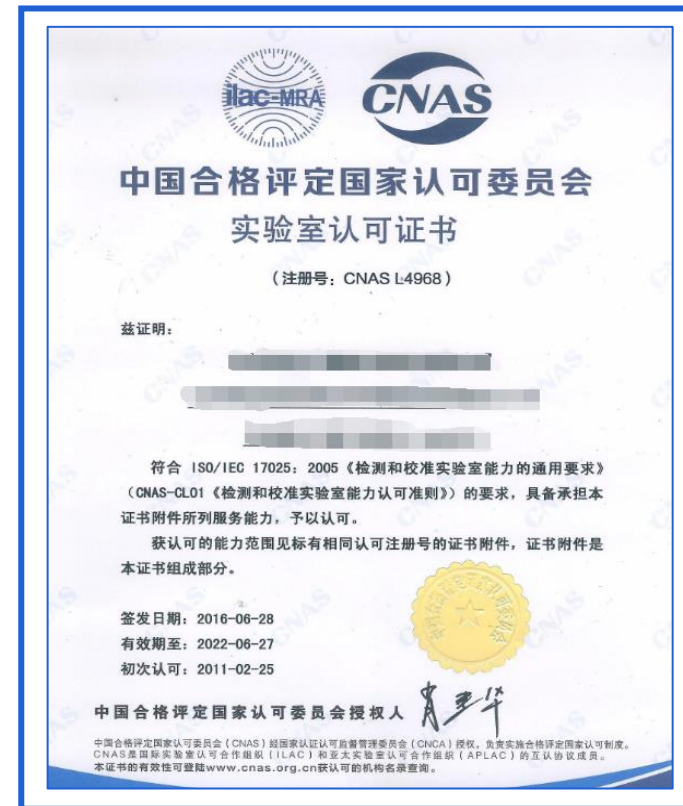 ilac-MRA
CNAS
中国合格评定国家认可委员会
实验室认可证书
（注册号：CNAS L4968）
兹证明：
符合 ISO/IEC 17025：2005《检测和校准实验室能力的通用要求》
（CNAS-CL01《检测和校准实验室能力认可准则》）的要求，具备承担本
证书附件所列服务能力，予以认可。
获认可的能力范围见标有相同认可注册号的证书附件，证书附件是
本证书组成部分。
签发日期：2016-06-28
有效期至：2022-06-27
初次认可：2011-02-25
中国合格评定国家认可委员会授权人
中国合格评定国家认可委员会（CNAS）经国家认证认可监督管理委员会（CNCA）授权，负责实施合格评定国家认可制度。
CNAS是国际实验室认可合作组织（ILAC）和亚太实验室认可合作组织（APLAC）的互认协议成员。
本证书的有效性可登陆www.cnas.org.cn获认可的机构名录查询。